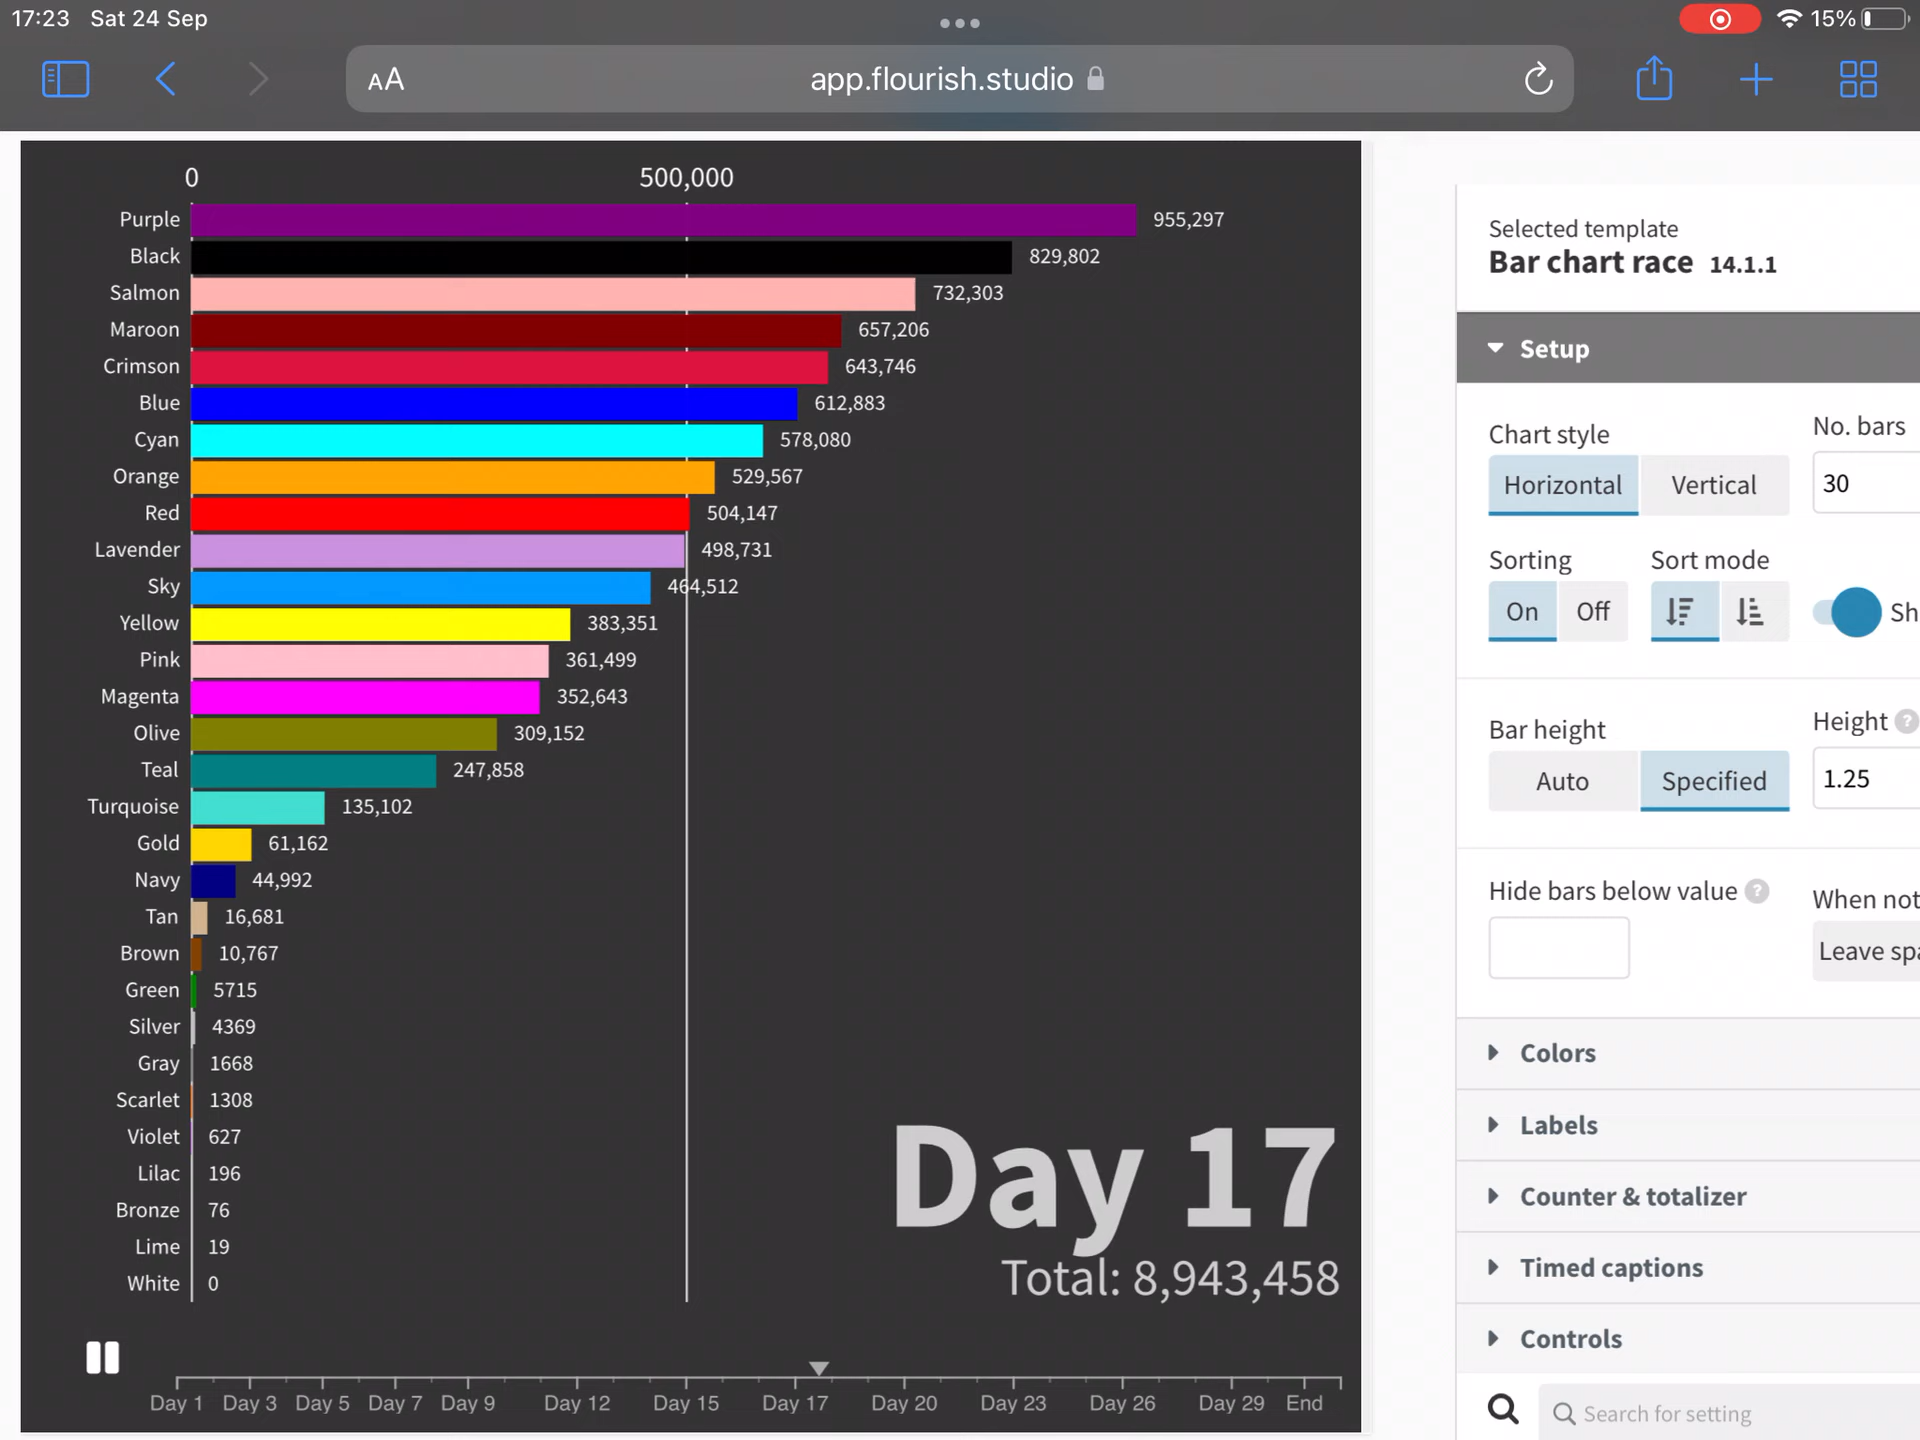 17:23 Sat 24 Sep
15%
AA
app.flourish.studio
0 500,000
Purple 955,297
Black 829,802
Salmon 732,303
Maroon 657,206
Crimson 643,746
Blue 612,883
Cyan 578,080
Orange 529,567
Red 504,147
Lavender 498,731
Sky 464,512
Yellow 383,351
Pink 361,499
Magenta 352,643
Olive 309,152
Teal 247,858
Turquoise 135,102
Gold 61,162
Navy 44,992
Tan 16,681
Brown 10,767
Green 5715
Silver 4369
Gray 1668
Scarlet 1308
Violet 627
Lilac 196
Bronze 76
Lime 19
White 0
Day 17
Total: 8,943,458
Day 1 Day 3 Day 5 Day 7 Day 9 Day 12 Day 15 Day 17 Day 20 Day 23 Day 26 Day 29 End
Selected template
Bar chart race 14.1.1
Setup
Chart style No. bars
Horizontal Vertical 30
Sorting Sort mode
On Off Sh
Bar height Height ?
Auto Specified 1.25
Hide bars below value ? When not
Leave spa
Colors
Labels
Counter & totalizer
Timed captions
Controls
Search for setting